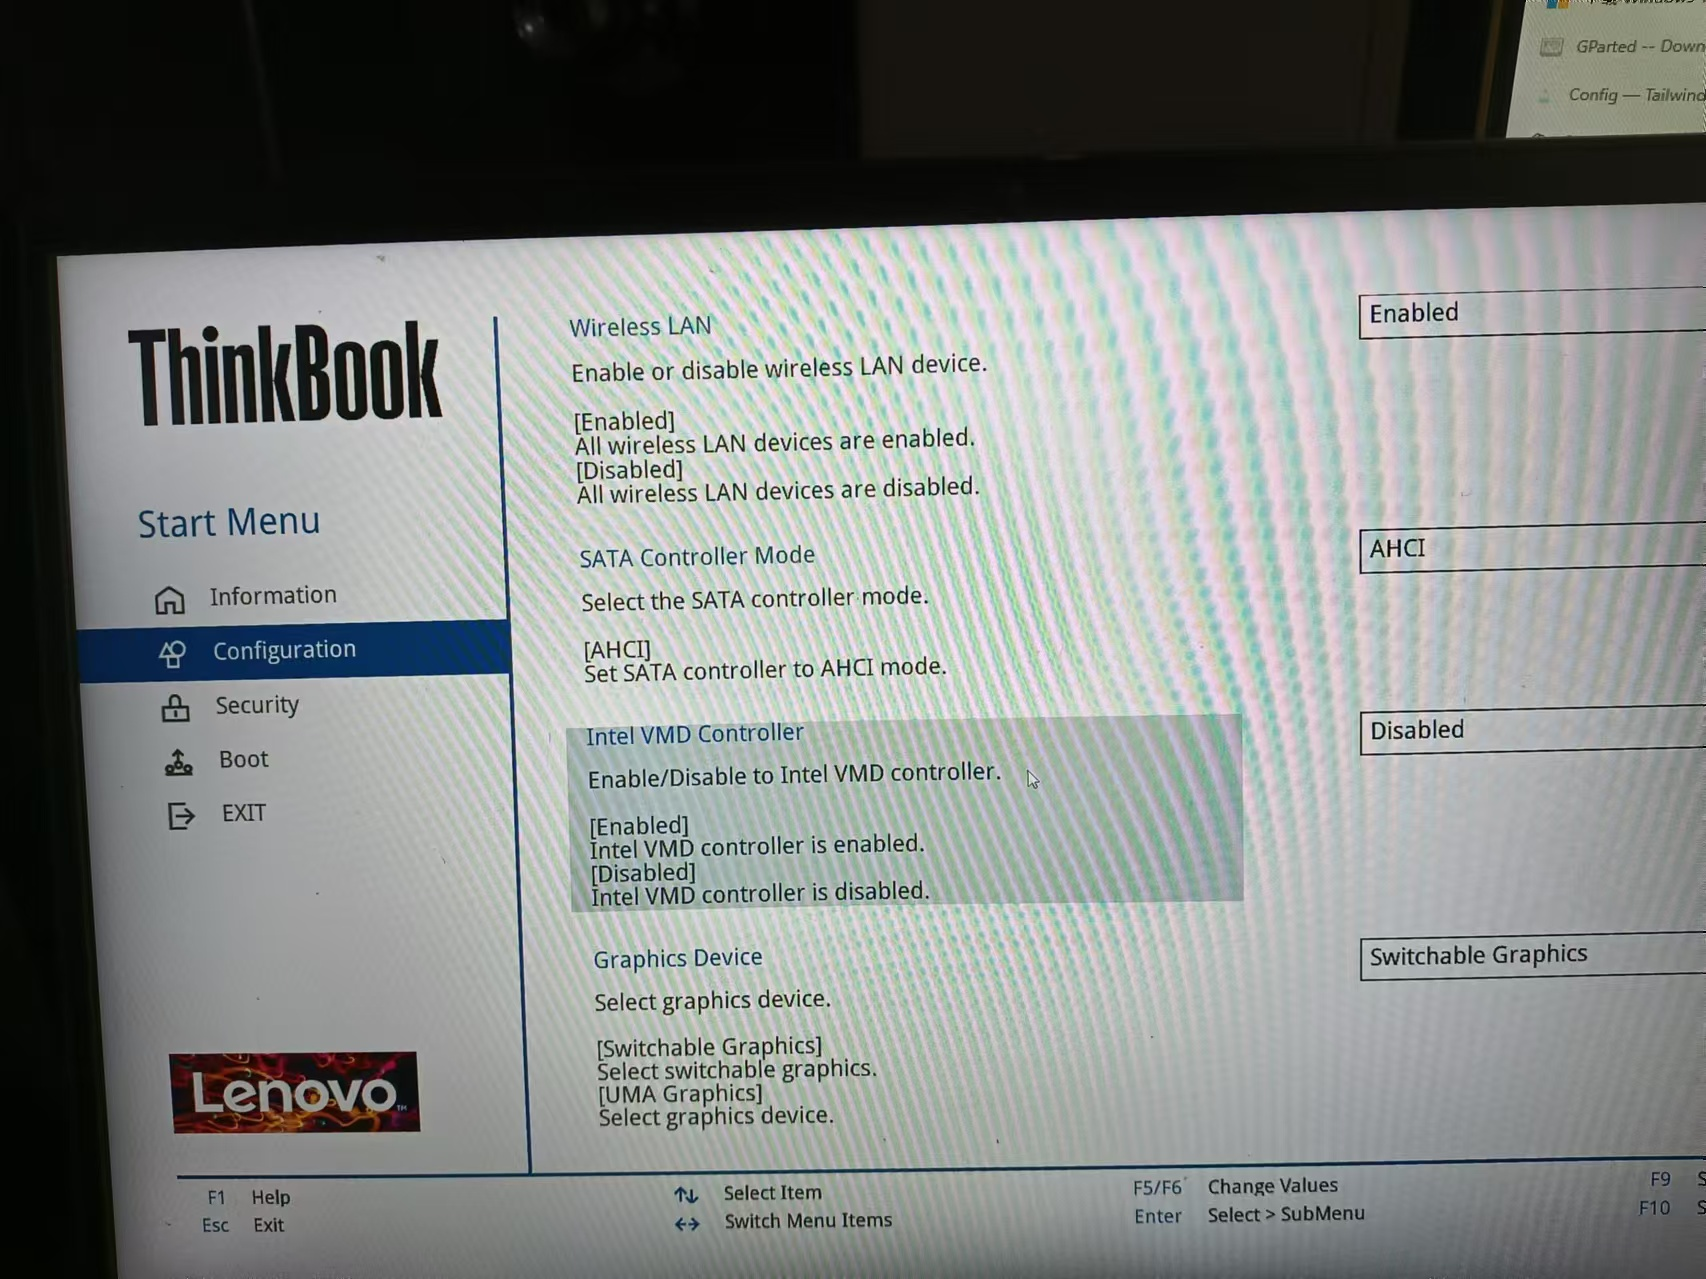 GParted -- Down
Config — Tailwind
ThinkBook
Start Menu
Information
Configuration
Security
Boot
EXIT
Lenovo
Wireless LAN
Enabled
Enable or disable wireless LAN device.
[Enabled]
All wireless LAN devices are enabled.
[Disabled]
All wireless LAN devices are disabled.
SATA Controller Mode
AHCI
Select the SATA controller mode.
[AHCI]
Set SATA controller to AHCI mode.
Intel VMD Controller
Disabled
Enable/Disable to Intel VMD controller.
[Enabled]
Intel VMD controller is enabled.
[Disabled]
Intel VMD controller is disabled.
Graphics Device
Switchable Graphics
Select graphics device.
[Switchable Graphics]
Select switchable graphics.
[UMA Graphics]
Select graphics device.
F1 Help
Esc Exit
Select Item
Switch Menu Items
F5/F6 Change Values
Enter Select > SubMenu
F9 S
F10 S